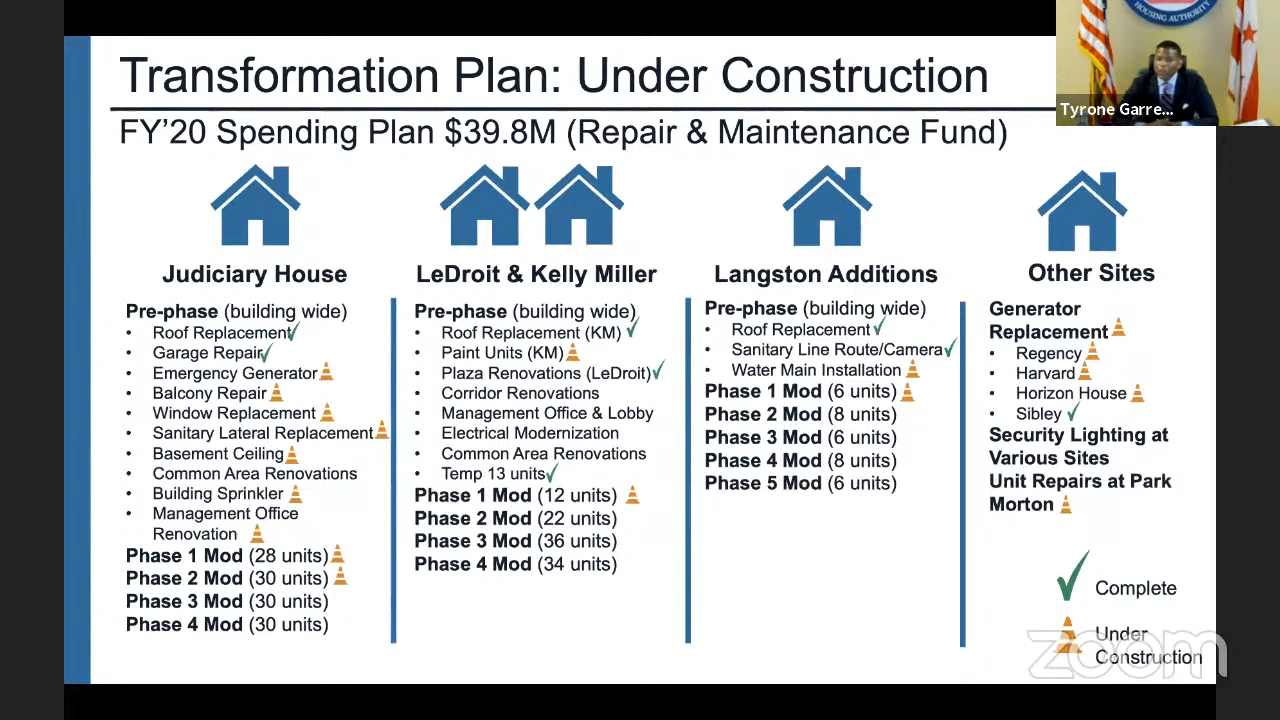 HOUSING AUTHORITY
Tyrone Garre...
Transformation Plan: Under Construction
FY’20 Spending Plan $39.8M (Repair & Maintenance Fund)
Judiciary House
Pre-phase (building wide)
• Roof Replacement
• Garage Repair
• Emergency Generator
• Balcony Repair
• Window Replacement
• Sanitary Lateral Replacement
• Basement Ceiling
• Common Area Renovations
• Building Sprinkler
• Management Office
Renovation
Phase 1 Mod (28 units)
Phase 2 Mod (30 units)
Phase 3 Mod (30 units)
Phase 4 Mod (30 units)
LeDroit & Kelly Miller
Pre-phase (building wide)
• Roof Replacement (KM)
• Paint Units (KM)
• Plaza Renovations (LeDroit)
• Corridor Renovations
• Management Office & Lobby
• Electrical Modernization
• Common Area Renovations
• Temp 13 units
Phase 1 Mod (12 units)
Phase 2 Mod (22 units)
Phase 3 Mod (36 units)
Phase 4 Mod (34 units)
Langston Additions
Pre-phase (building wide)
• Roof Replacement
• Sanitary Line Route/Camera
• Water Main Installation
Phase 1 Mod (6 units)
Phase 2 Mod (8 units)
Phase 3 Mod (6 units)
Phase 4 Mod (8 units)
Phase 5 Mod (6 units)
Other Sites
Generator
Replacement
• Regency
• Harvard
• Horizon House
• Sibley
Security Lighting at
Various Sites
Unit Repairs at Park
Morton
Complete
Under
Construction
zoom